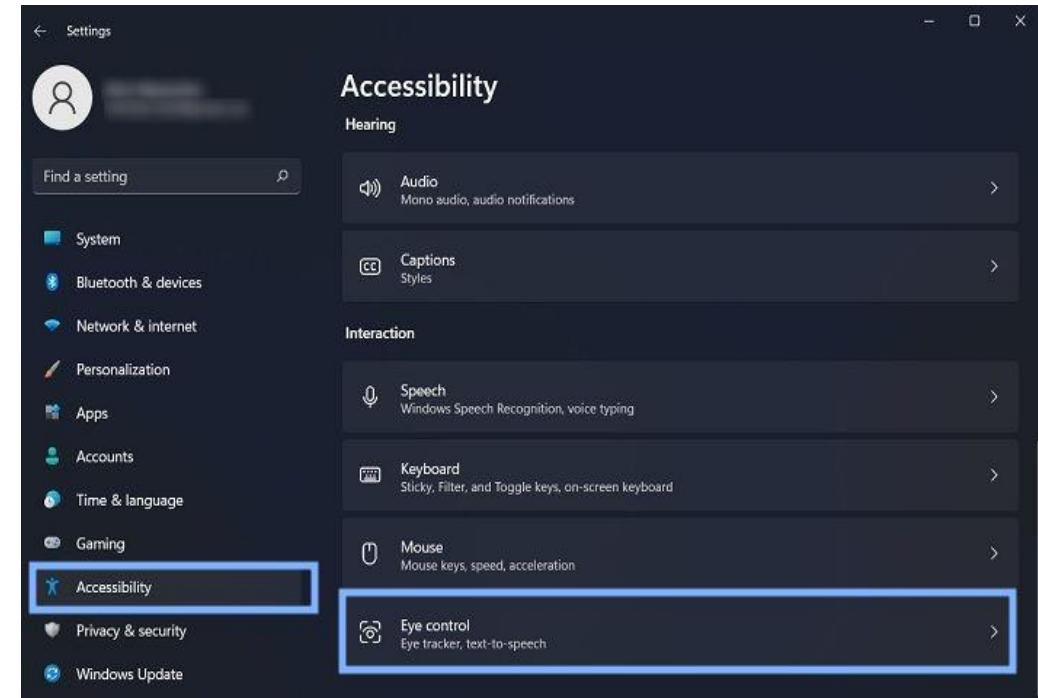 Settings
Find a setting
System
Bluetooth & devices
Network & internet
Personalization
Apps
Accounts
Time & language
Gaming
Accessibility
Privacy & security
Windows Update
Accessibility
Hearing
Audio
Mono audio, audio notifications
CC
Captions
Styles
Interaction
Speech
Windows Speech Recognition, voice typing
Keyboard
Sticky, Filter, and Toggle keys, on-screen keyboard
Mouse
Mouse keys, speed, acceleration
Eye control
Eye tracker, text-to-speech